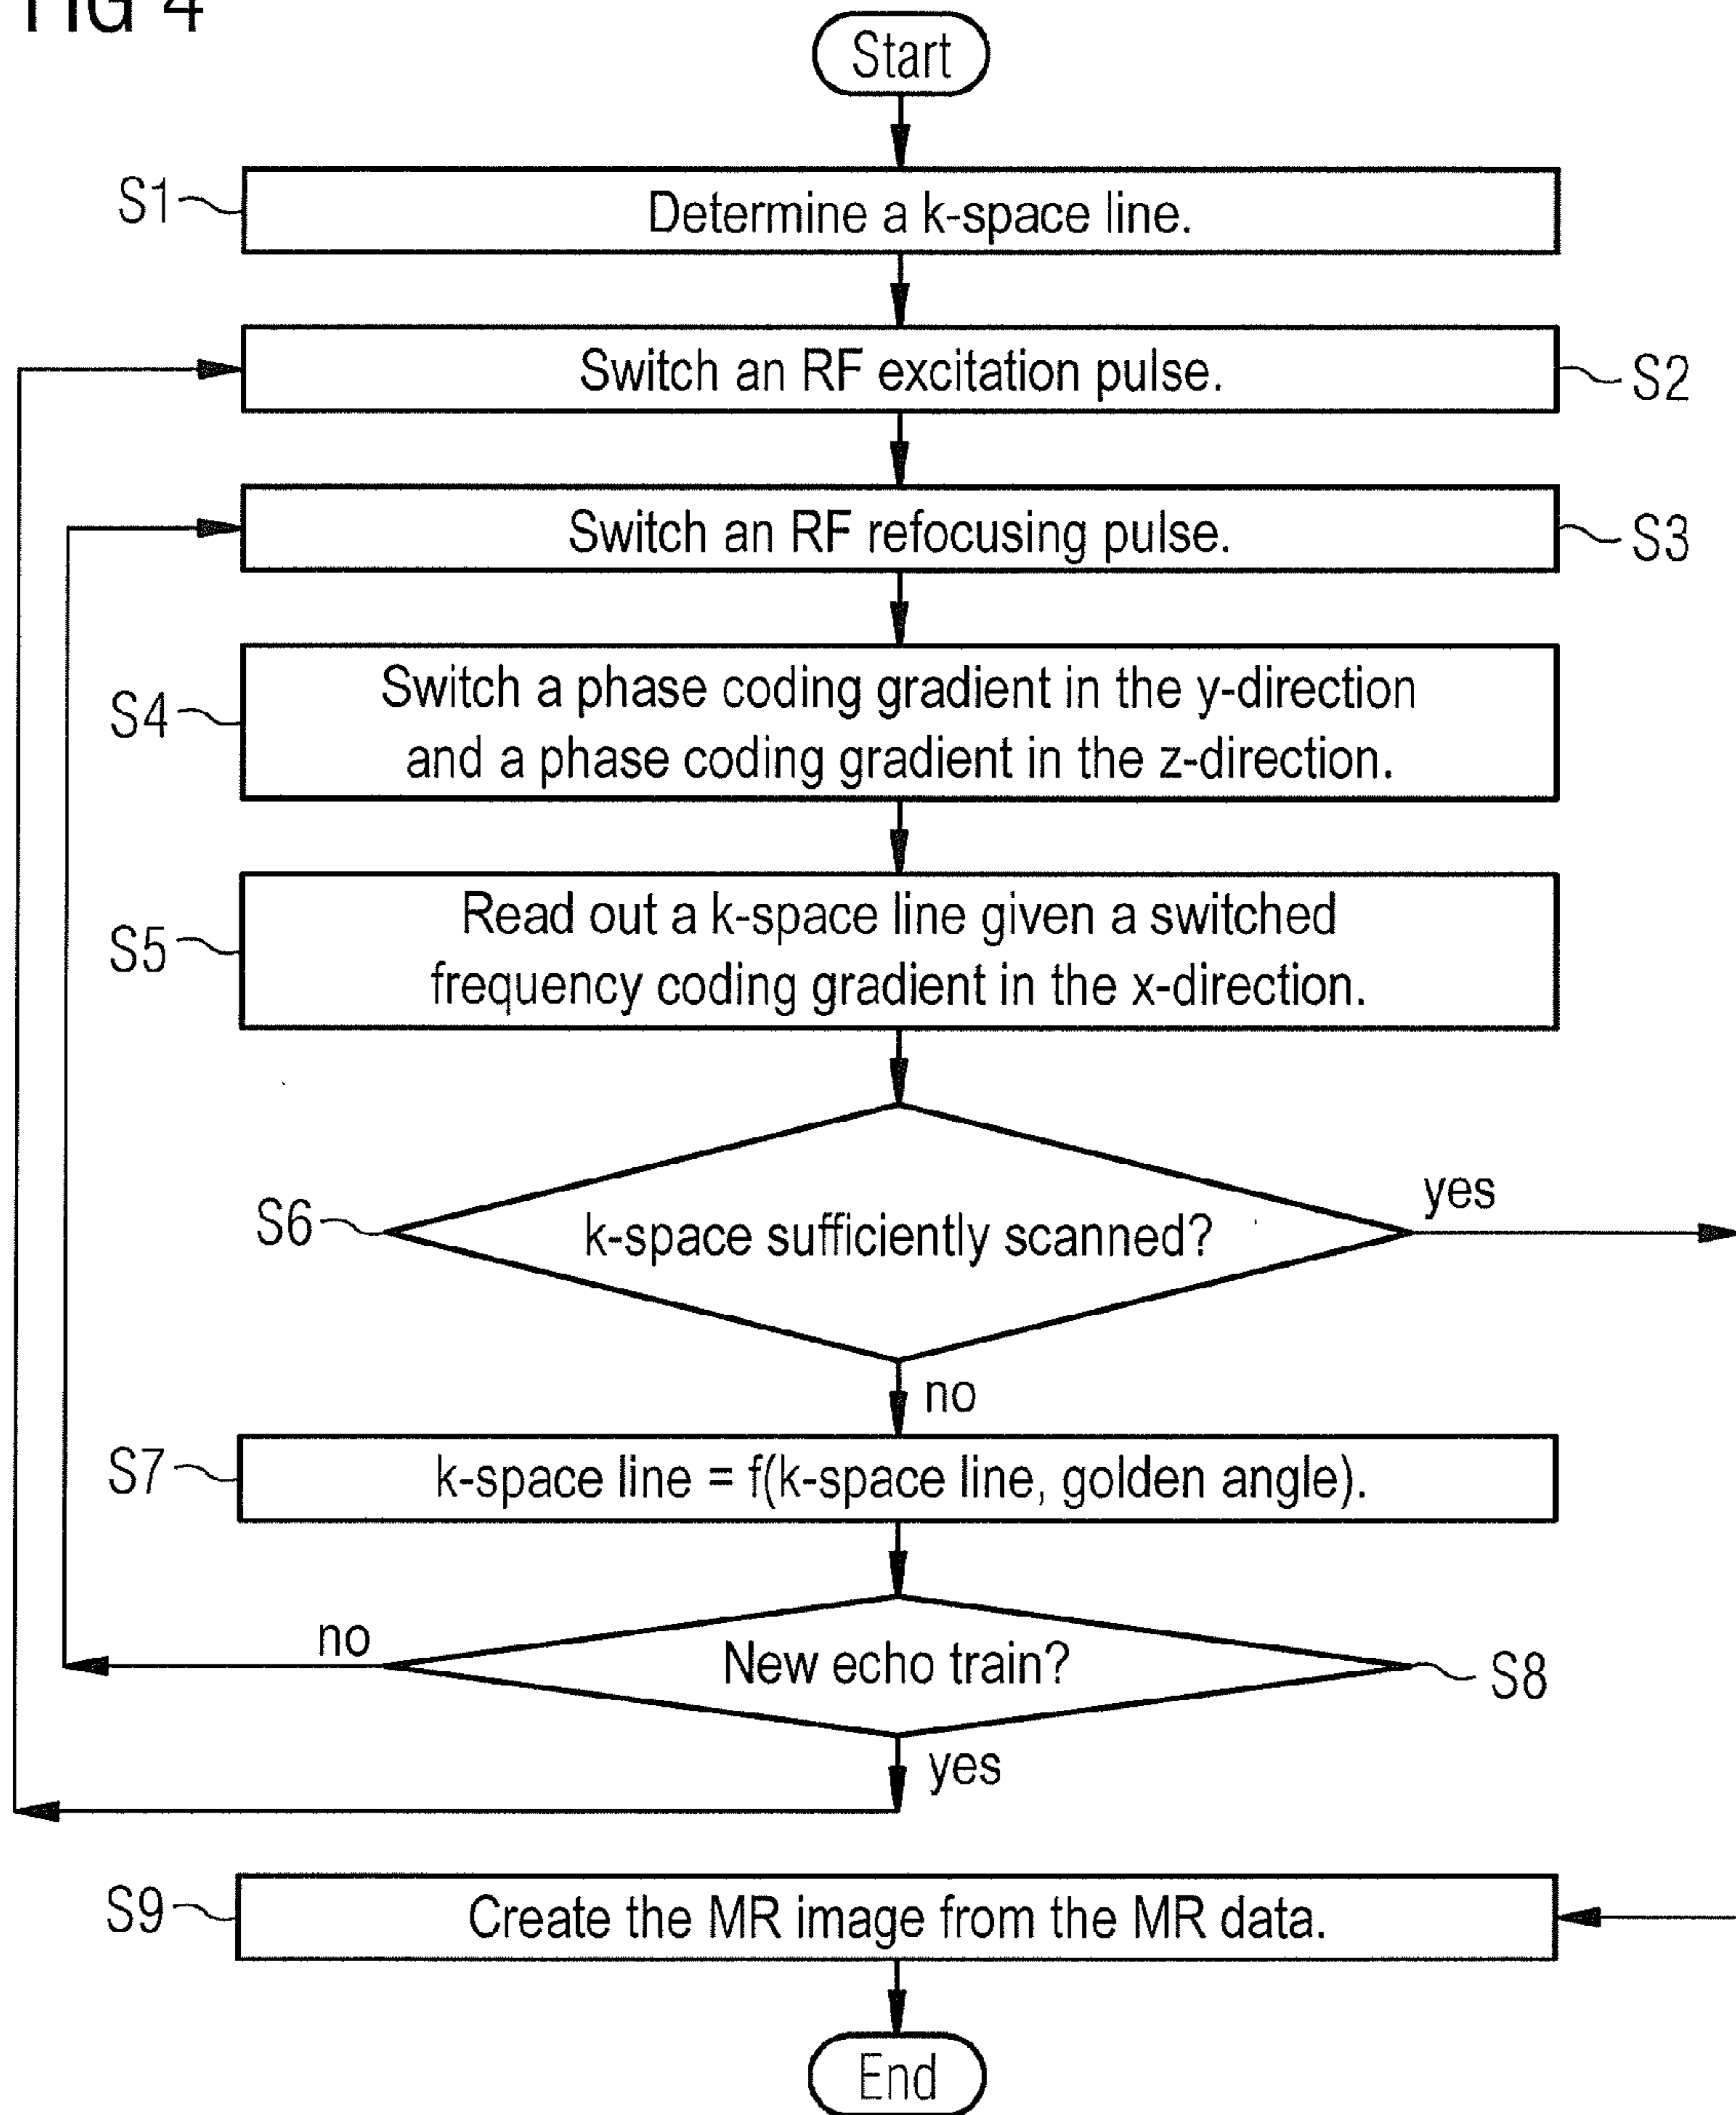 FIG 4
Start
S1
Determine a k-space line.
Switch an RF excitation pulse.
S2
Switch an RF refocusing pulse.
S3
S4
Switch a phase coding gradient in the y-direction
and a phase coding gradient in the z-direction.
S5
Read out a k-space line given a switched
frequency coding gradient in the x-direction.
S6
k-space sufficiently scanned?
yes
no
S7
k-space line = f(k-space line, golden angle).
no
New echo train?
S8
yes
S9
Create the MR image from the MR data.
End